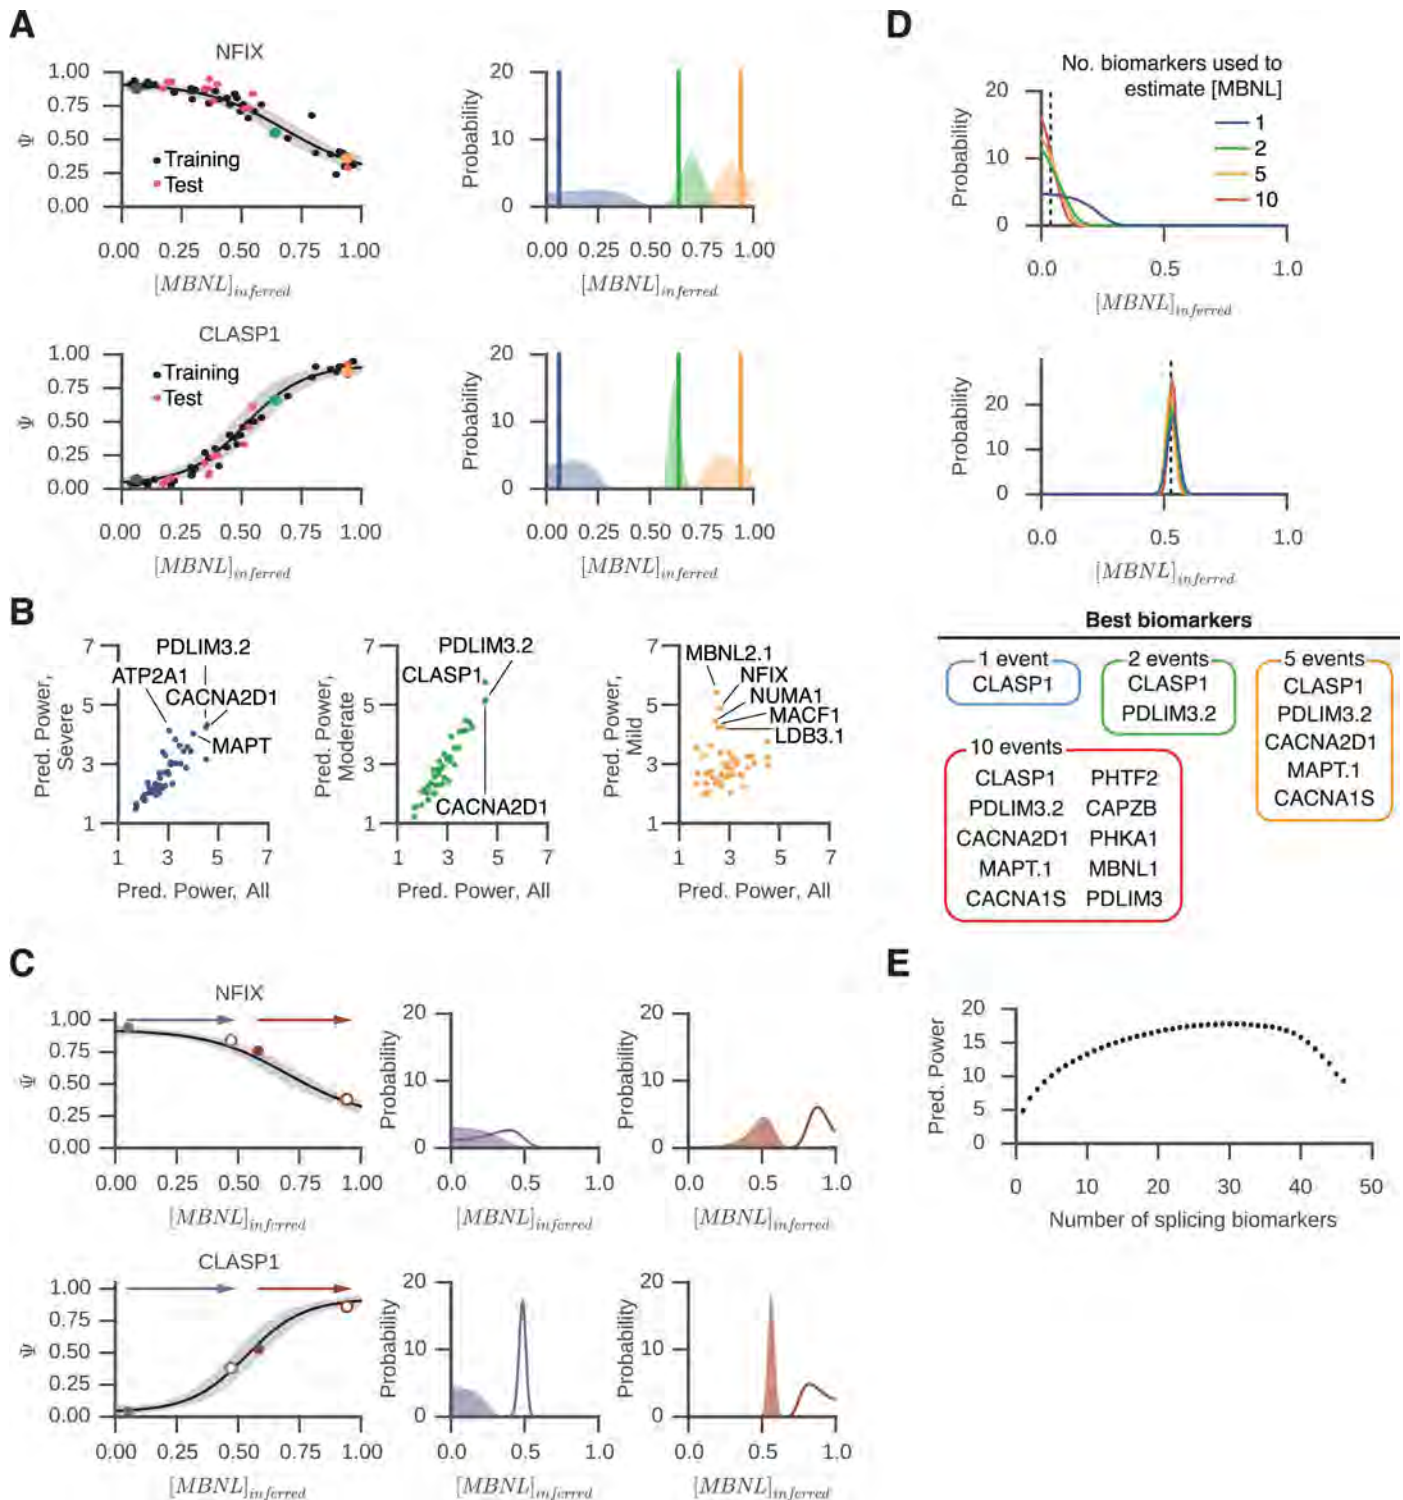 A
NFIX
1.00
0.75
0.50
0.25
0.00
Ψ
Training
Test
0.00 0.25 0.50 0.75 1.00
[MBNL]inferred
20
10
0
Probability
0.00 0.25 0.50 0.75 1.00
[MBNL]inferred
CLASP1
1.00
0.75
0.50
0.25
0.00
Ψ
Training
Test
0.00 0.25 0.50 0.75 1.00
[MBNL]inferred
20
10
0
Probability
0.00 0.25 0.50 0.75 1.00
[MBNL]inferred
B
7
5
3
1
Pred. Power,
Severe
PDLIM3.2
ATP2A1
CACNA2D1
MAPT
1 3 5 7
Pred. Power, All
7
5
3
1
Pred. Power,
Moderate
PDLIM3.2
CLASP1
CACNA2D1
1 3 5 7
Pred. Power, All
7
5
3
1
Pred. Power,
Mild
MBNL2.1
NFIX
NUMA1
MACF1
LDB3.1
1 3 5 7
Pred. Power, All
C
NFIX
1.00
0.75
0.50
0.25
0.00
Ψ
0.00 0.25 0.50 0.75 1.00
[MBNL]inferred
20
10
0
Probability
0.0 0.5 1.0
[MBNL]inferred
20
10
0
Probability
0.0 0.5 1.0
[MBNL]inferred
CLASP1
1.00
0.75
0.50
0.25
0.00
Ψ
0.00 0.25 0.50 0.75 1.00
[MBNL]inferred
20
10
0
Probability
0.0 0.5 1.0
[MBNL]inferred
20
10
0
Probability
0.0 0.5 1.0
[MBNL]inferred
D
No. biomarkers used to
estimate [MBNL]
1
2
5
10
20
10
0
Probability
0.0 0.5 1.0
[MBNL]inferred
20
10
0
Probability
0.0 0.5 1.0
[MBNL]inferred
Best biomarkers
1 event
CLASP1
2 events
CLASP1
PDLIM3.2
5 events
CLASP1
PDLIM3.2
CACNA2D1
MAPT.1
CACNA1S
10 events
CLASP1 PHTF2
PDLIM3.2 CAPZB
CACNA2D1 PHKA1
MAPT.1 MBNL1
CACNA1S PDLIM3
E
20
15
10
5
0
Pred. Power
0 10 20 30 40 50
Number of splicing biomarkers